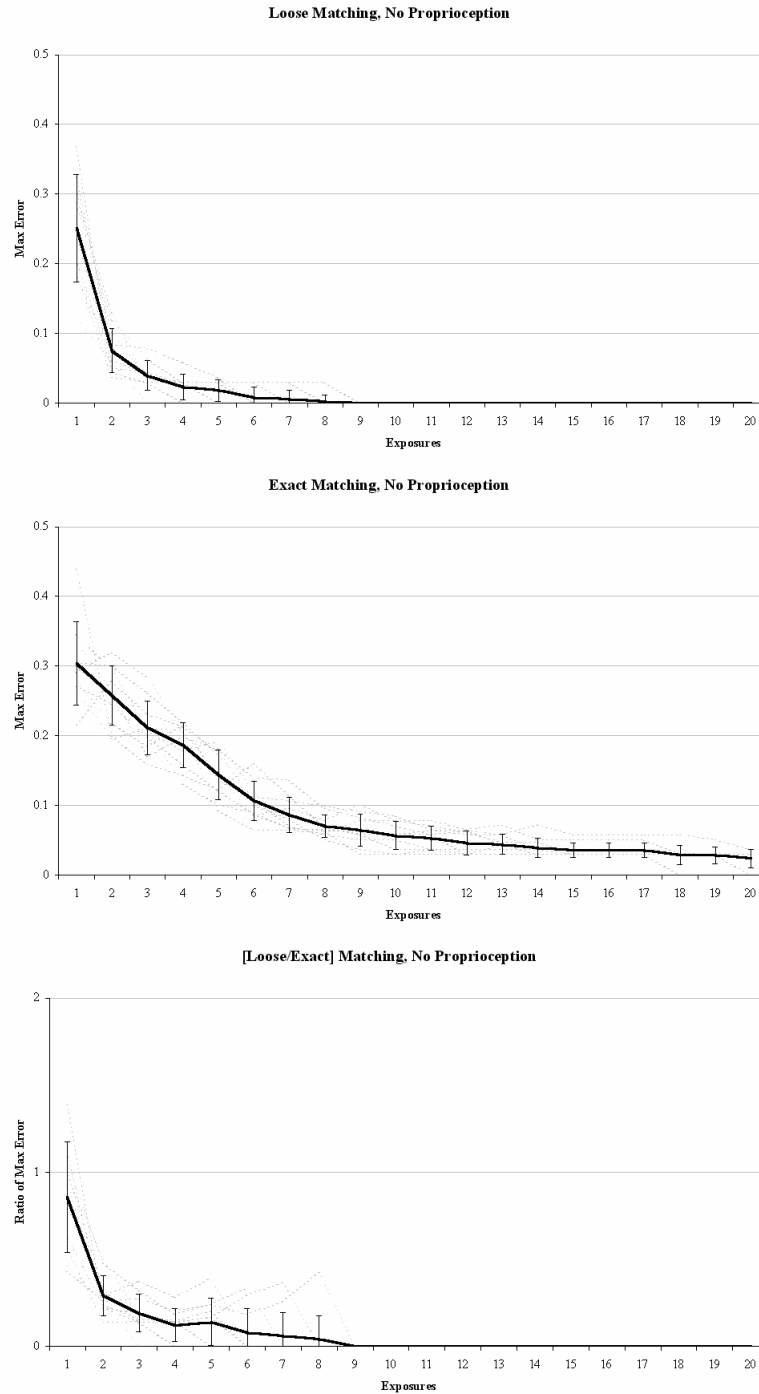 Loose Matching, No Proprioception
0.5
0.4
0.3
0.2
0.1
0
Max Error
1 2 3 4 5 6 7 8 9 10 11 12 13 14 15 16 17 18 19 20
Exposures
Exact Matching, No Proprioception
0.5
0.4
0.3
0.2
0.1
0
Max Error
1 2 3 4 5 6 7 8 9 10 11 12 13 14 15 16 17 18 19 20
Exposures
[Loose/Exact] Matching, No Proprioception
2
1
0
Ratio of Max Error
1 2 3 4 5 6 7 8 9 10 11 12 13 14 15 16 17 18 19 20
Exposures